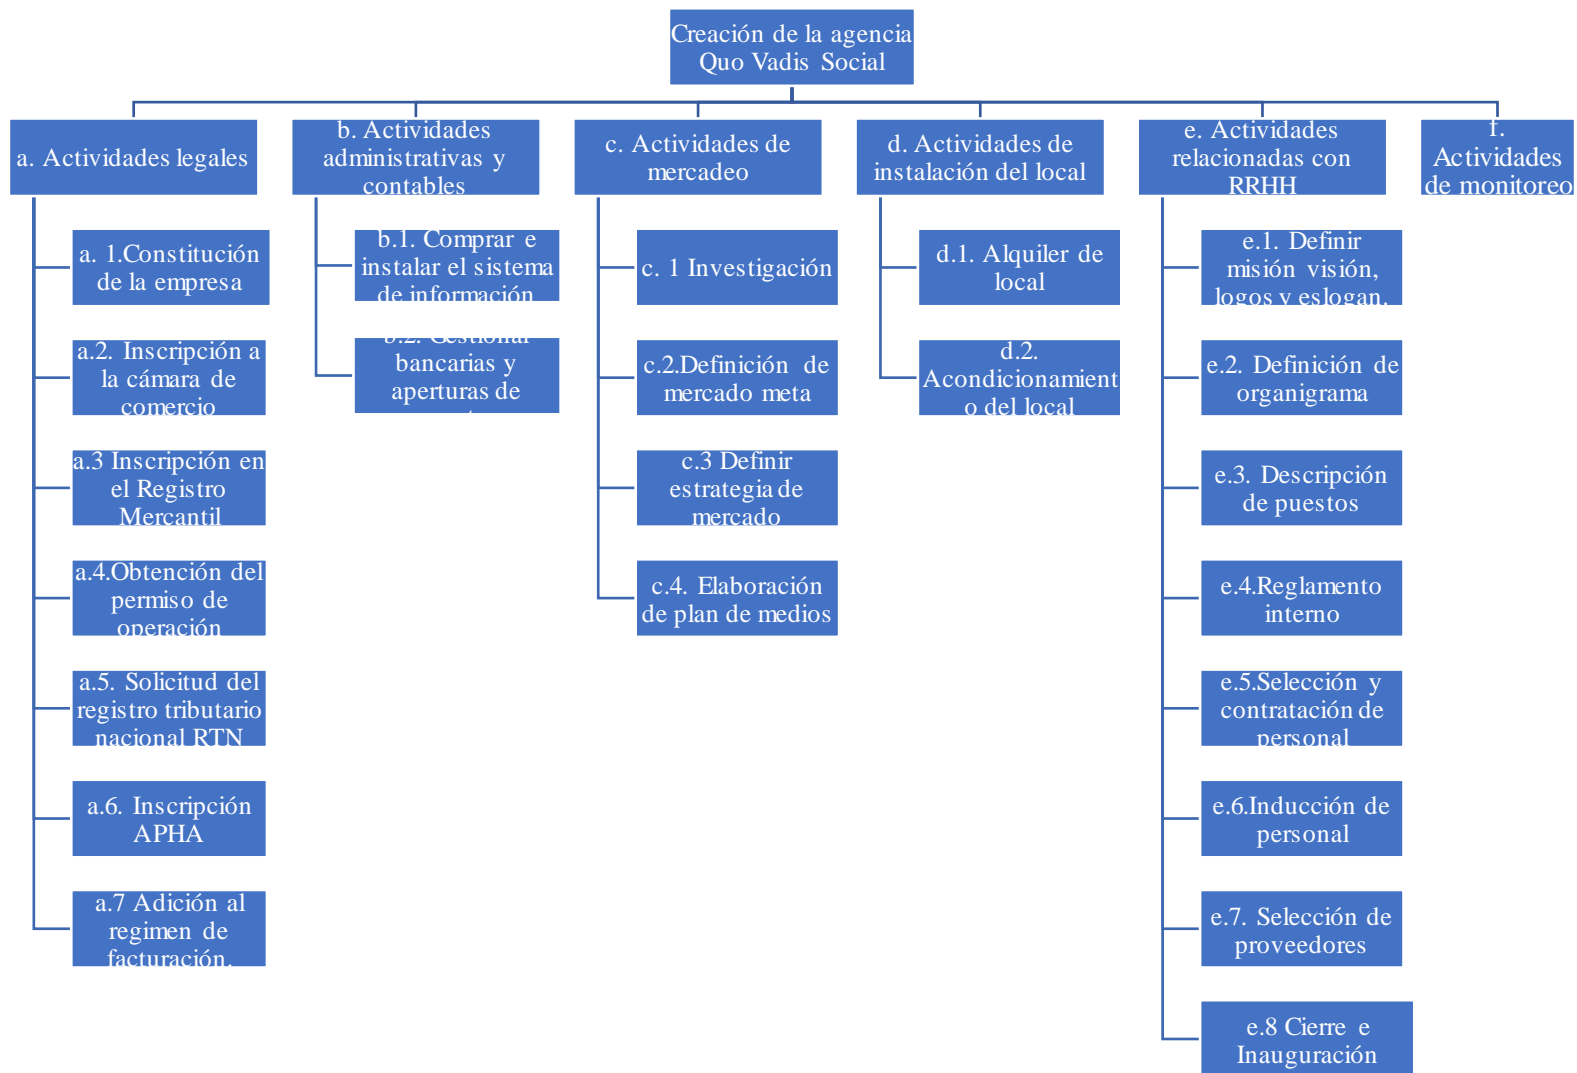 Creación de la agencia
Quo Vadis Social
a. Actividades legales
b. Actividades
administrativas y
contables
c. Actividades de
mercadeo
d. Actividades de
instalación del local
e. Actividades
relacionadas con
RRHH
f.
Actividades
de monitoreo
a. 1.Constitución
de la empresa
a.2. Inscripción a
la cámara de
comercio
a.3 Inscripción en
el Registro
Mercantil
a.4.Obtención del
permiso de
operación
a.5. Solicitud del
registro tributario
nacional RTN
a.6. Inscripción
APHA
a.7 Adición al
regimen de
facturación.
b.1. Comprar e
instalar el sistema
de información
b.2. Gestionar
bancarias y
aperturas de
c. 1 Investigación
c.2.Definición de
mercado meta
c.3 Definir
estrategia de
mercado
c.4. Elaboración
de plan de medios
d.1. Alquiler de
local
d.2.
Acondicionamient
o del local
e.1. Definir
misión visión,
logos y eslogan.
e.2. Definición de
organigrama
e.3. Descripción
de puestos
e.4.Reglamento
interno
e.5.Selección y
contratación de
personal
e.6.Inducción de
personal
e.7. Selección de
proveedores
e.8 Cierre e
Inauguración